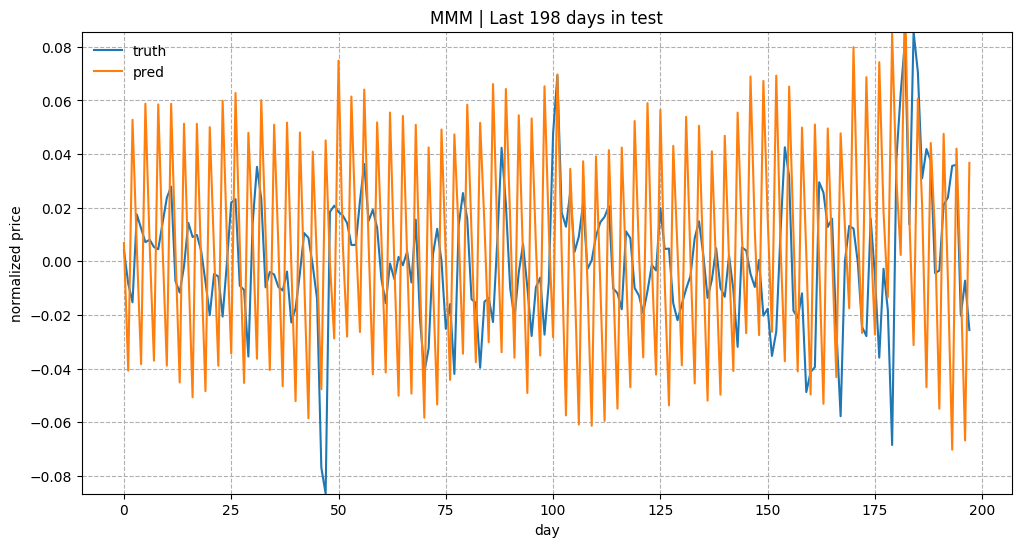 MMM | Last 198 days in test
truth
pred
normalized price
0.08
0.06
0.04
0.02
0.00
−0.02
−0.04
−0.06
−0.08
0 25 50 75 100 125 150 175 200
day